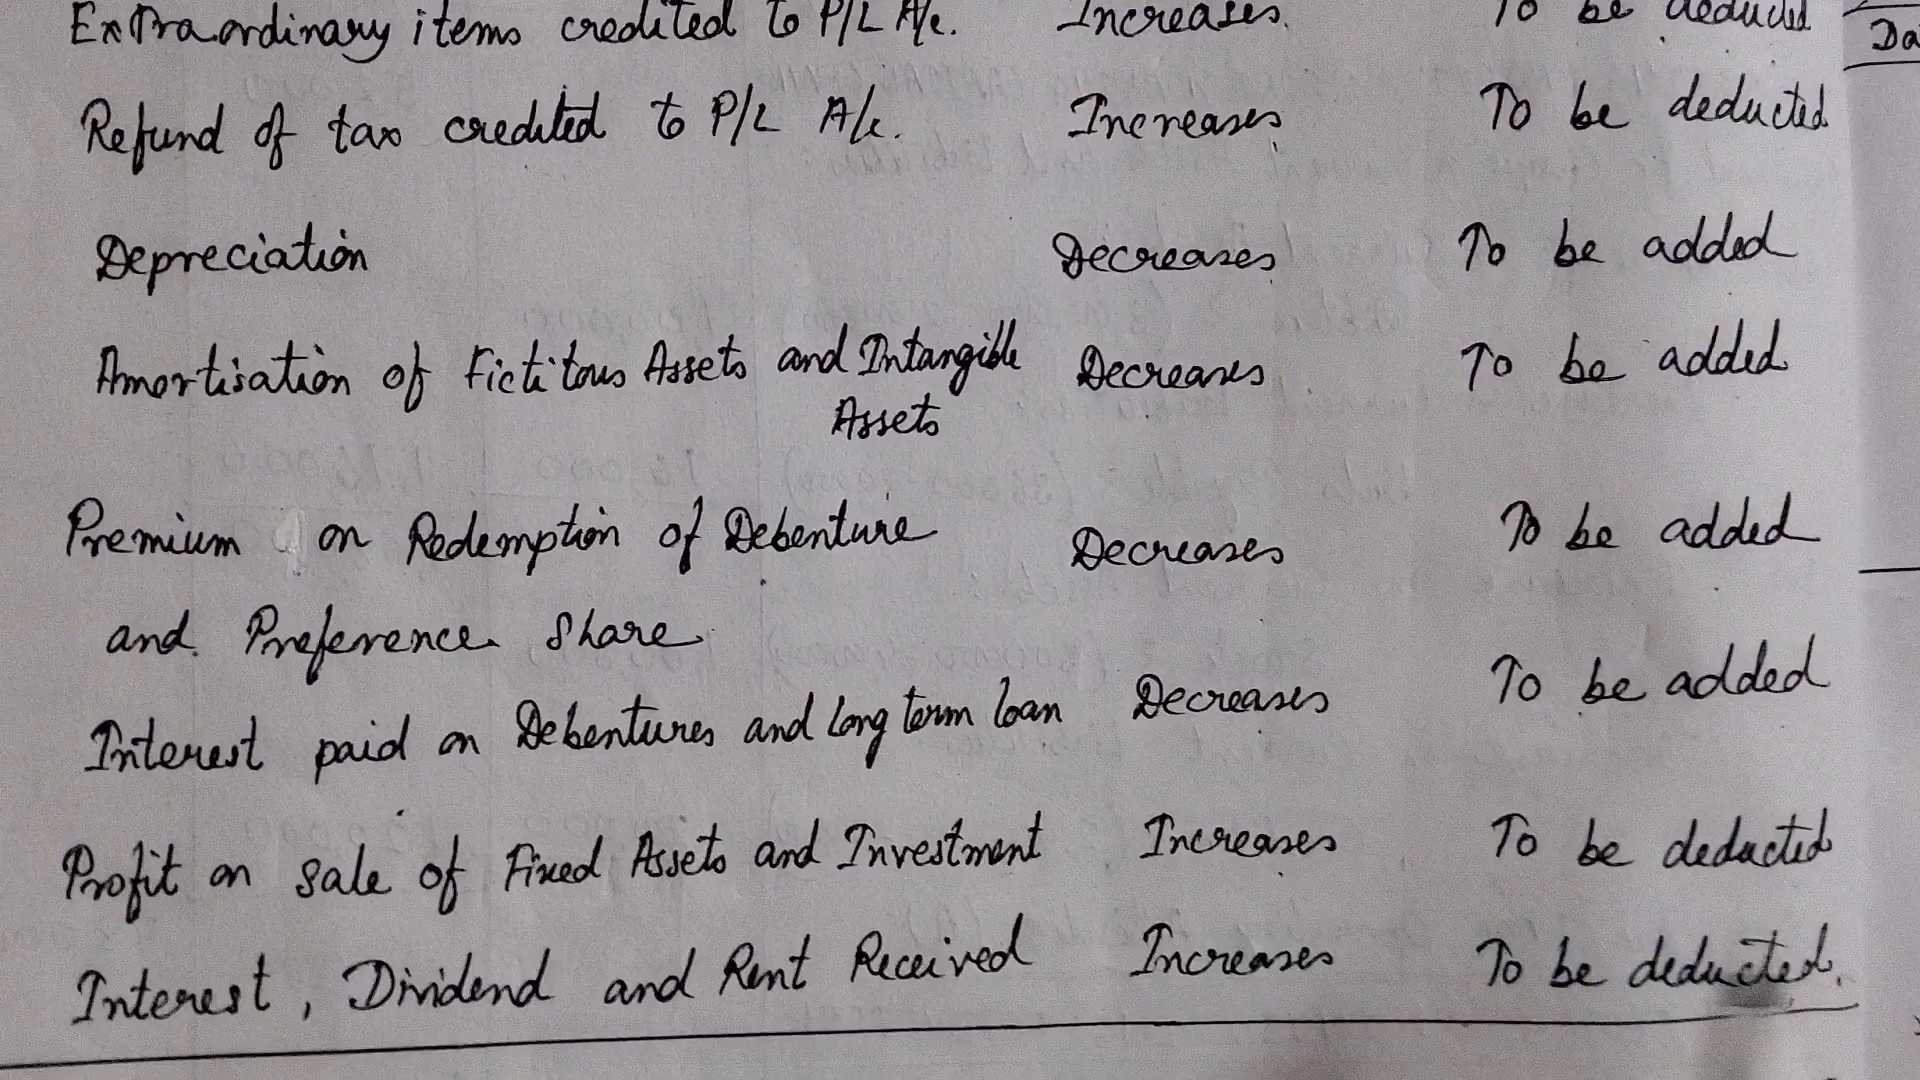 Extraordinary items credited to P/L A/c. Increases. To be deducted
Da
Refund of tax credited to P/L A/c. Increases To be deducted
Depreciation Decreases To be added
Amortisation of Fictitous Assets and Intangible Decreases To be added
Assets
Premium on Redemption of Debenture Decreases To be added
and. Preference Share
Interest paid on Debentures and long term loan Decreases To be added
Profit on sale of Fixed Assets and Investment Increases To be deducted
Interest, Dividend and Rent Received Increases To be deducted.